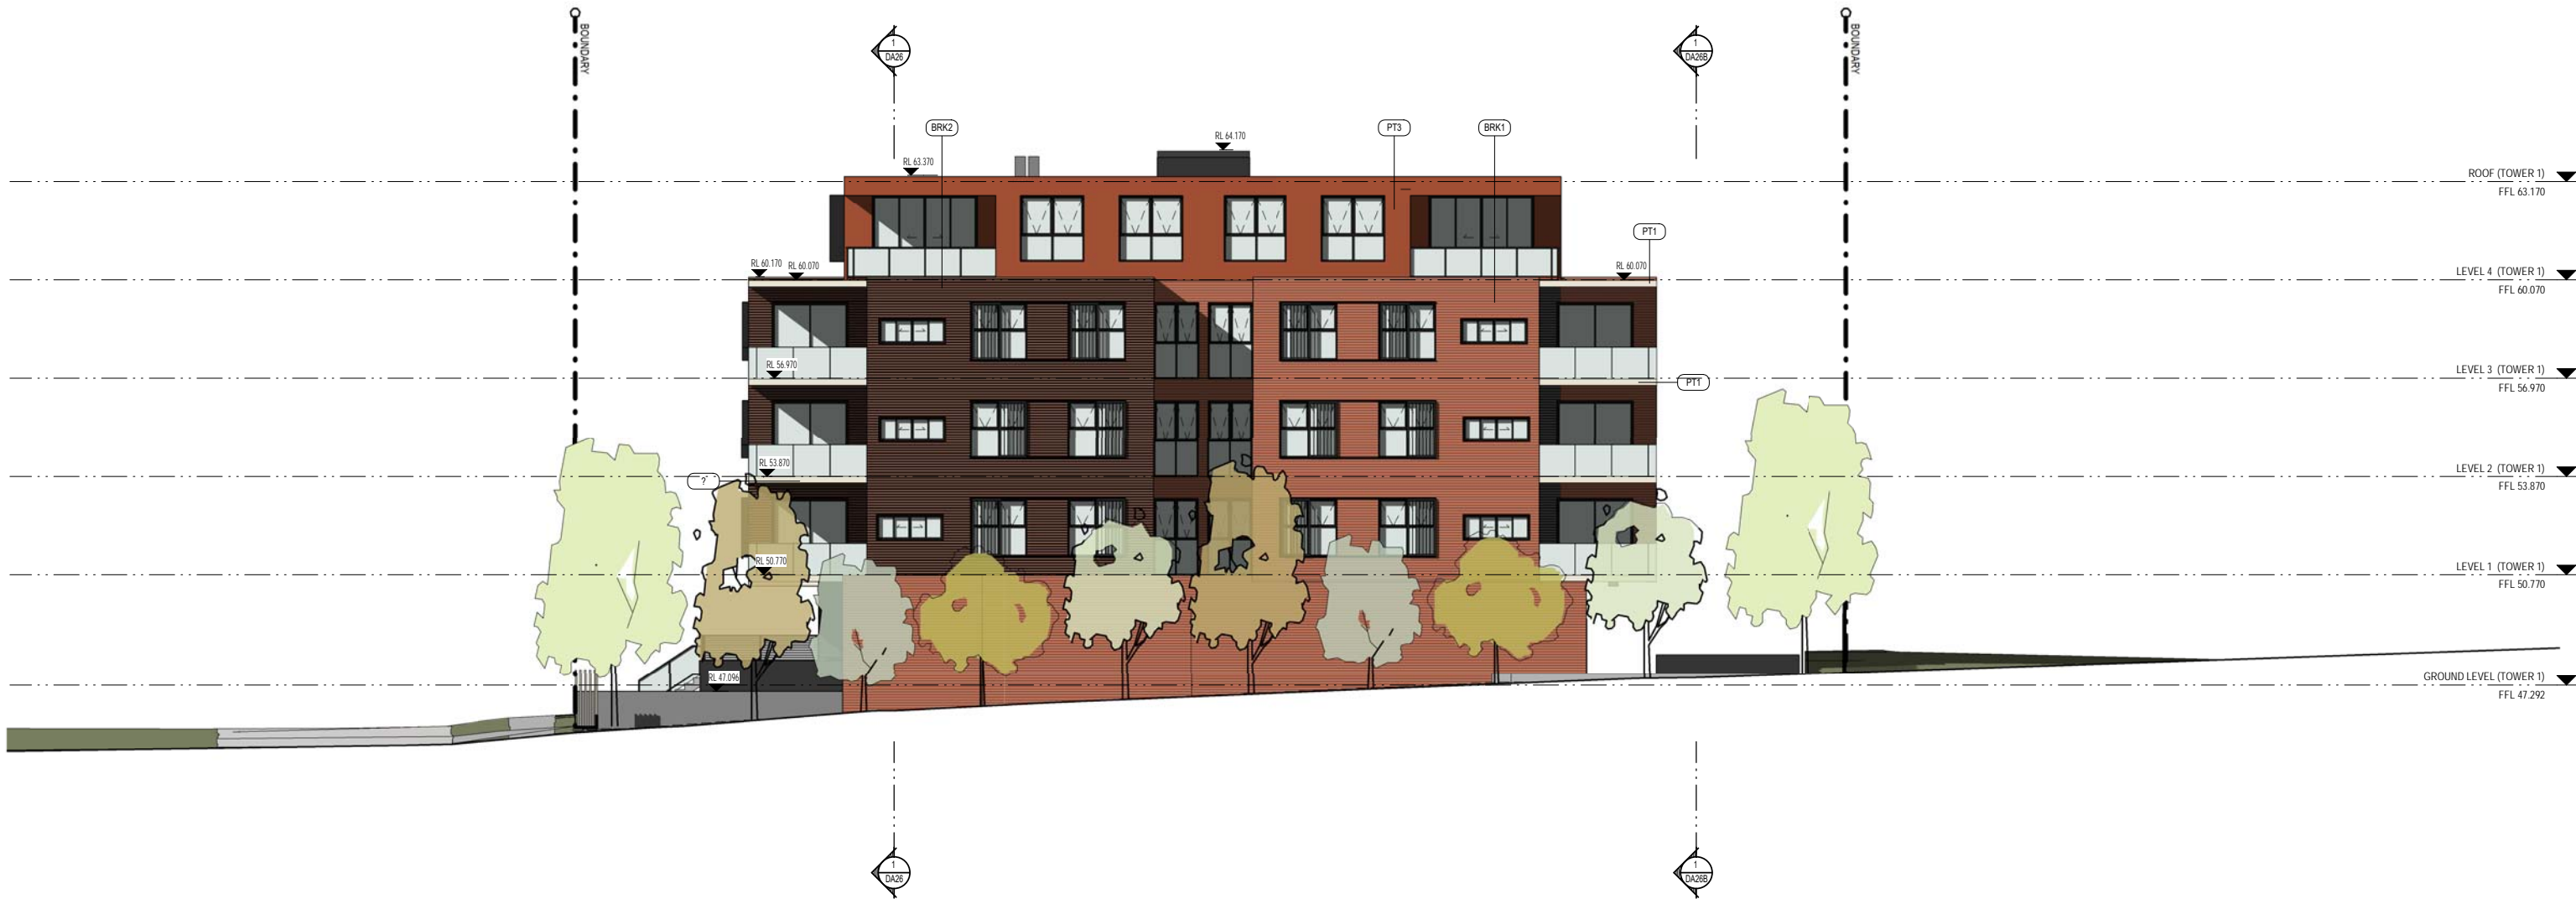 BOUNDARY
BOUNDARY
1
DA26
1
DA26B
BRK2
RL 64.170
PT3
BRK1
RL 63.370
ROOF (TOWER 1)
FFL 63.170
PT1
RL 60.170
RL 60.070
RL 60.070
LEVEL 4 (TOWER 1)
FFL 60.070
RL 56.970
LEVEL 3 (TOWER 1)
FFL 56.970
PT1
RL 53.870
?
LEVEL 2 (TOWER 1)
FFL 53.870
RL 50.770
LEVEL 1 (TOWER 1)
FFL 50.770
RL 47.096
GROUND LEVEL (TOWER 1)
FFL 47.292
1
DA26
1
DA26B